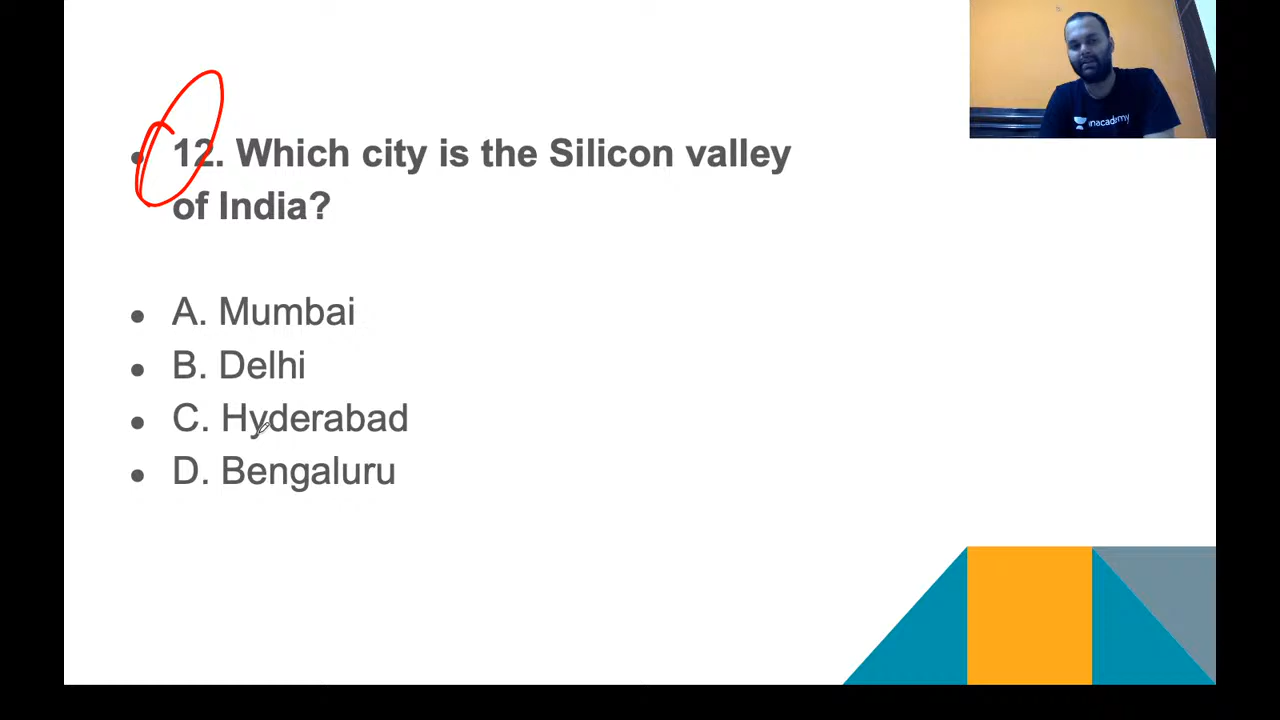 12. Which city is the Silicon valley
of India?
A. Mumbai
B. Delhi
C. Hyderabad
D. Bengaluru
unacademy